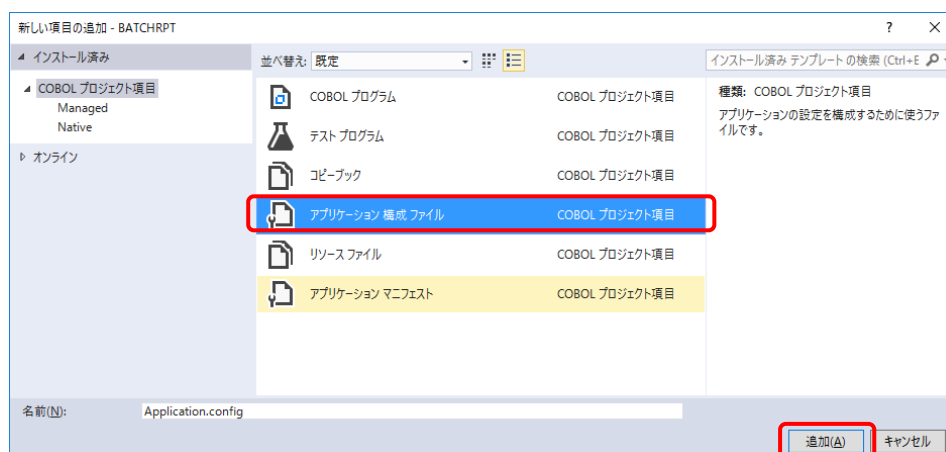 新しい項目の追加 - BATCHRPT ? ×
インストール済み
COBOL プロジェクト項目
Managed
Native
オンライン
並べ替え: 既定
COBOL プログラム COBOL プロジェクト項目
テスト プログラム COBOL プロジェクト項目
コピーブック COBOL プロジェクト項目
アプリケーション 構成 ファイル COBOL プロジェクト項目
リソース ファイル COBOL プロジェクト項目
アプリケーション マニフェスト COBOL プロジェクト項目
インストール済み テンプレート の検索 (Ctrl+E
種類: COBOL プロジェクト項目
アプリケーションの設定を構成するために使うファ
イルです。
名前(N): Application.config
追加(A) キャンセル